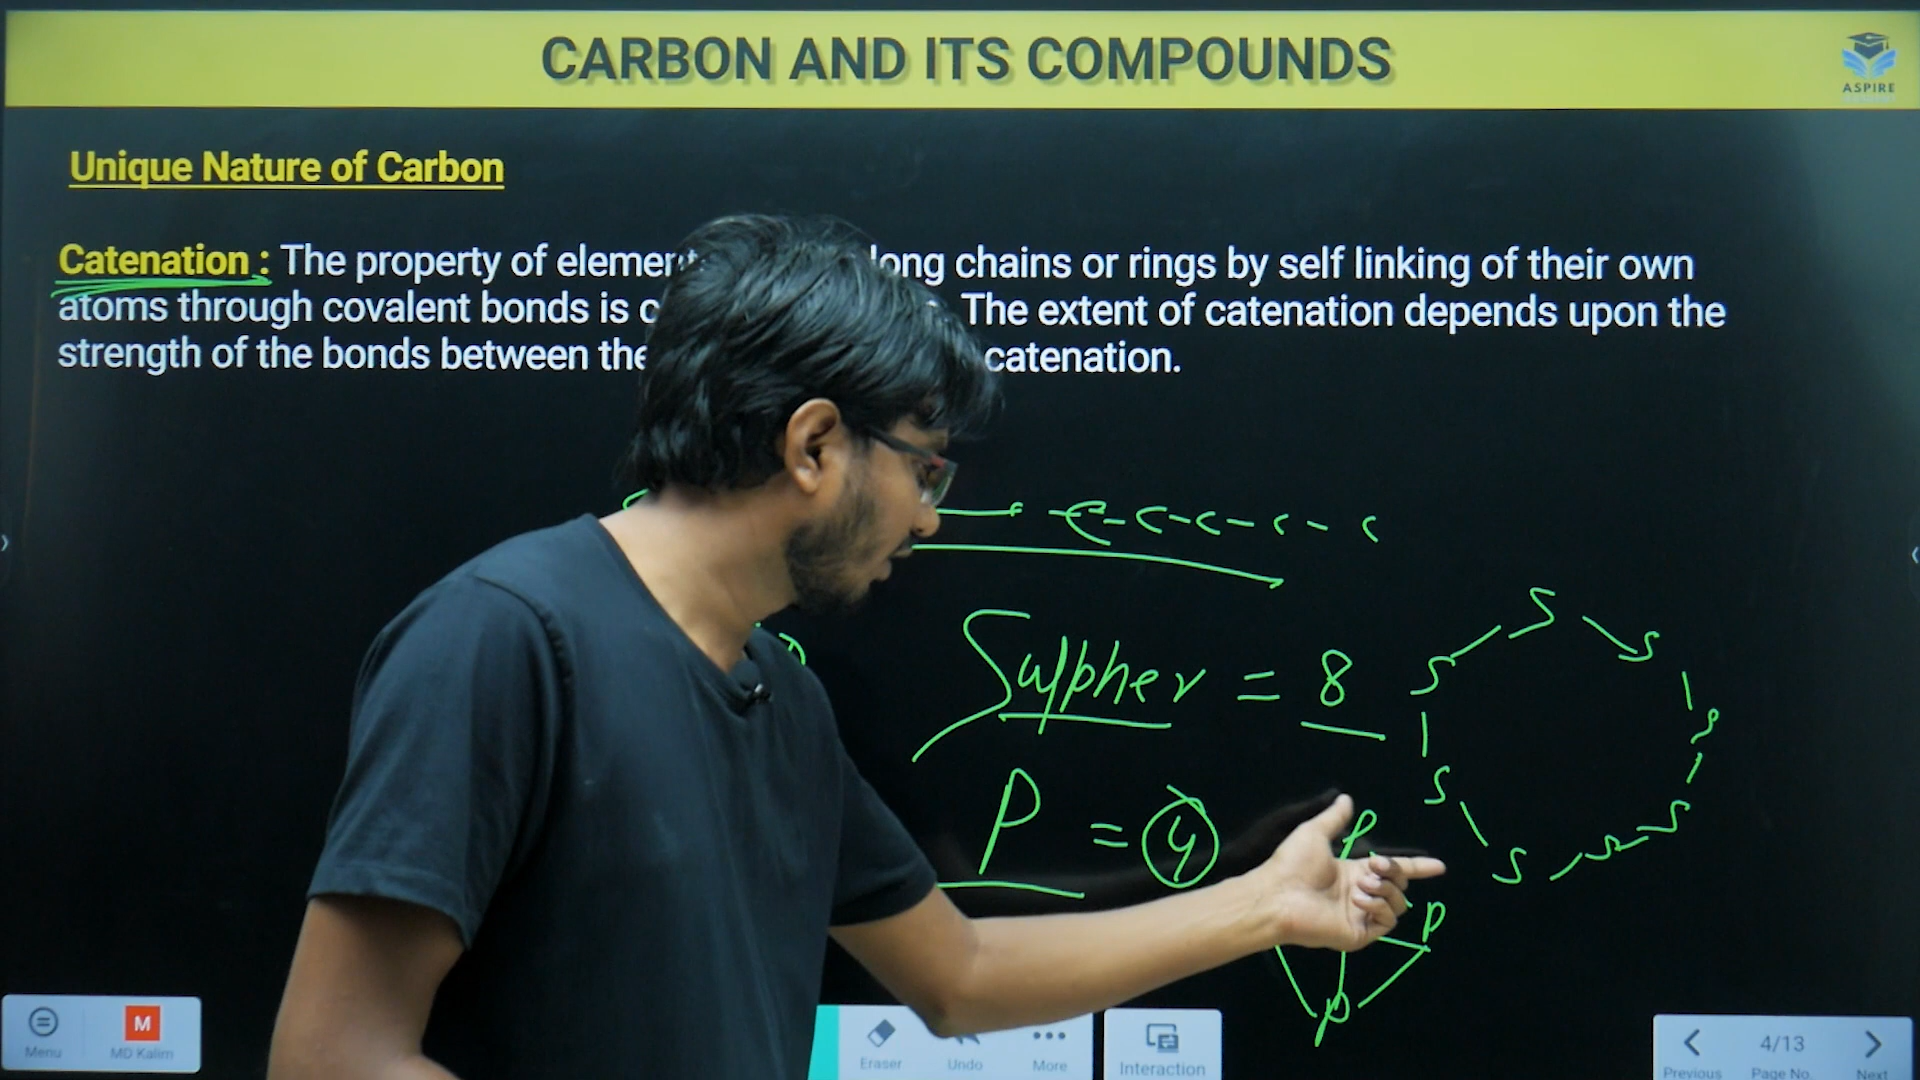 CARBON AND ITS COMPOUNDS
ASPIRE
Unique Nature of Carbon
Catenation : The property of element long chains or rings by self linking of their own
atoms through covalent bonds is The extent of catenation depends upon the
strength of the bonds between the catenation.
C - C - C - C - C
Sulpher = 8
S S S S S S S S S
P = 4
P
P
P
Menu
M
MD Kalim
Eraser
Undo
More
Interaction
Previous
4/13
Page No.
Next